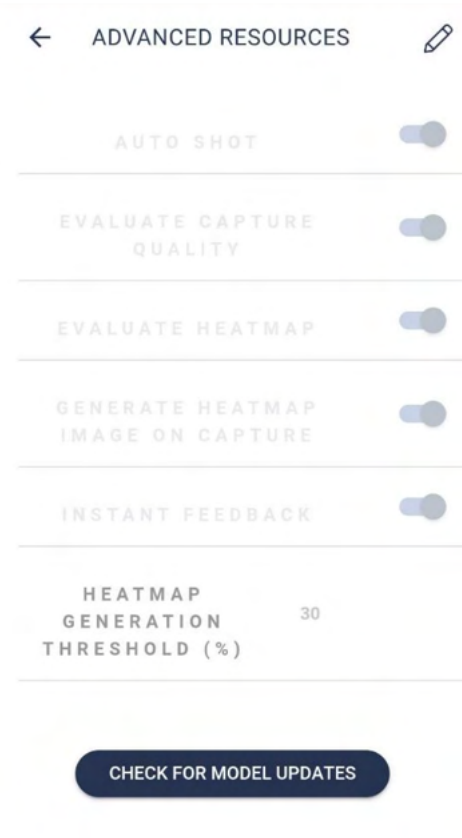 ADVANCED RESOURCES
AUTO SHOT
EVALUATE CAPTURE
QUALITY
EVALUATE HEATMAP
GENERATE HEATMAP
IMAGE ON CAPTURE
INSTANT FEEDBACK
HEATMAP
GENERATION
THRESHOLD (%)
30
CHECK FOR MODEL UPDATES